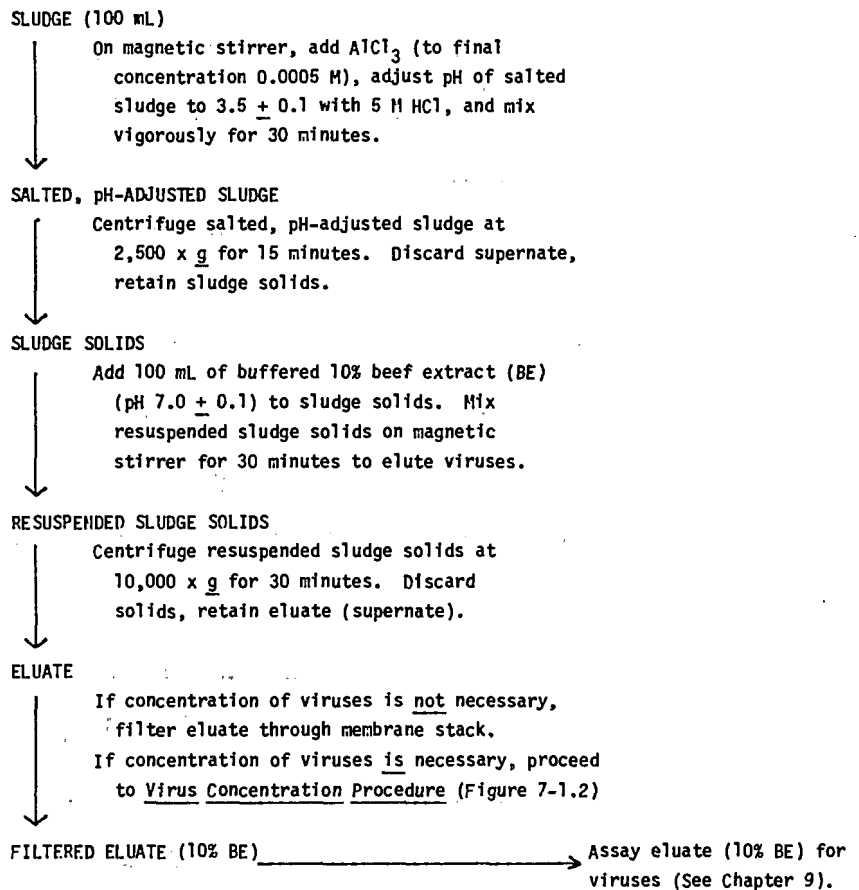 SLUDGE (100 mL)
On magnetic stirrer, add AlCl3 (to final
concentration 0.0005 M), adjust pH of salted
sludge to 3.5 ± 0.1 with 5 M HCl, and mix
vigorously for 30 minutes.
SALTED, pH-ADJUSTED SLUDGE
Centrifuge salted, pH-adjusted sludge at
2,500 x g for 15 minutes. Discard supernate,
retain sludge solids.
SLUDGE SOLIDS
Add 100 mL of buffered 10% beef extract (BE)
(pH 7.0 ± 0.1) to sludge solids. Mix
resuspended sludge solids on magnetic
stirrer for 30 minutes to elute viruses.
RESUSPENDED SLUDGE SOLIDS
Centrifuge resuspended sludge solids at
10,000 x g for 30 minutes. Discard
solids, retain eluate (supernate).
ELUATE
If concentration of viruses is not necessary,
filter eluate through membrane stack.
If concentration of viruses is necessary, proceed
to Virus Concentration Procedure (Figure 7-1.2)
FILTERED ELUATE (10% BE) Assay eluate (10% BE) for
viruses (See Chapter 9).